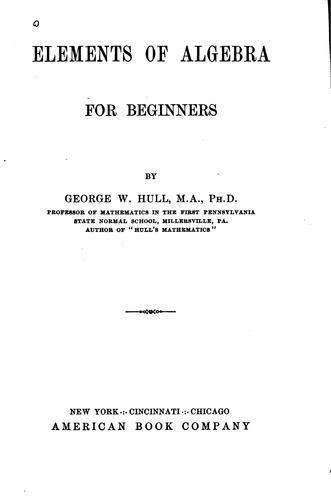 ELEMENTS OF ALGEBRA
FOR BEGINNERS
BY
GEORGE W. HULL, M.A., PH.D.
PROFESSOR OF MATHEMATICS IN THE FIRST PENNSYLVANIA
STATE NORMAL SCHOOL, MILLERSVILLE, PA.
AUTHOR OF "HULL'S MATHEMATICS"
NEW YORK ·:· CINCINNATI ·:· CHICAGO
AMERICAN BOOK COMPANY